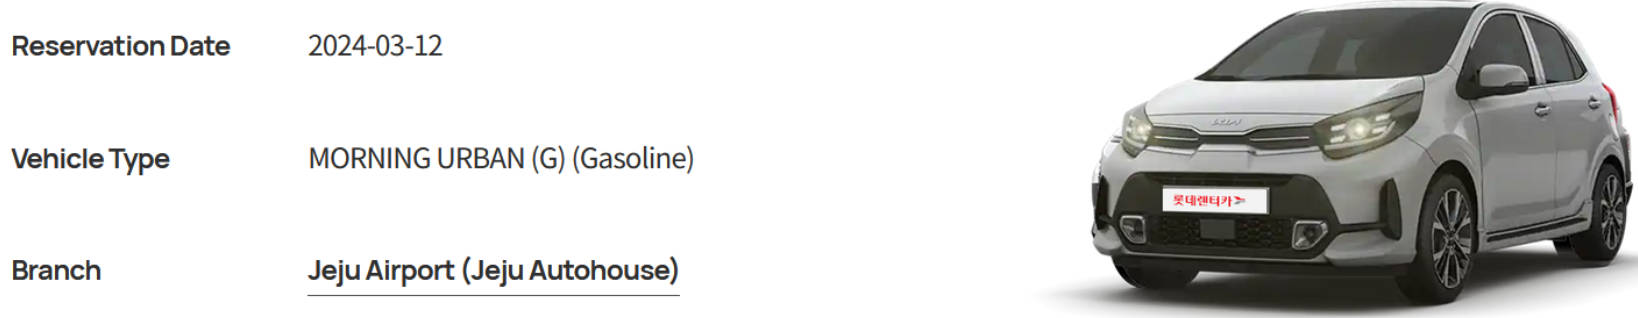 Reservation Date 2024-03-12
Vehicle Type MORNING URBAN (G) (Gasoline)
Branch Jeju Airport (Jeju Autohouse)
KIA
롯데렌터카